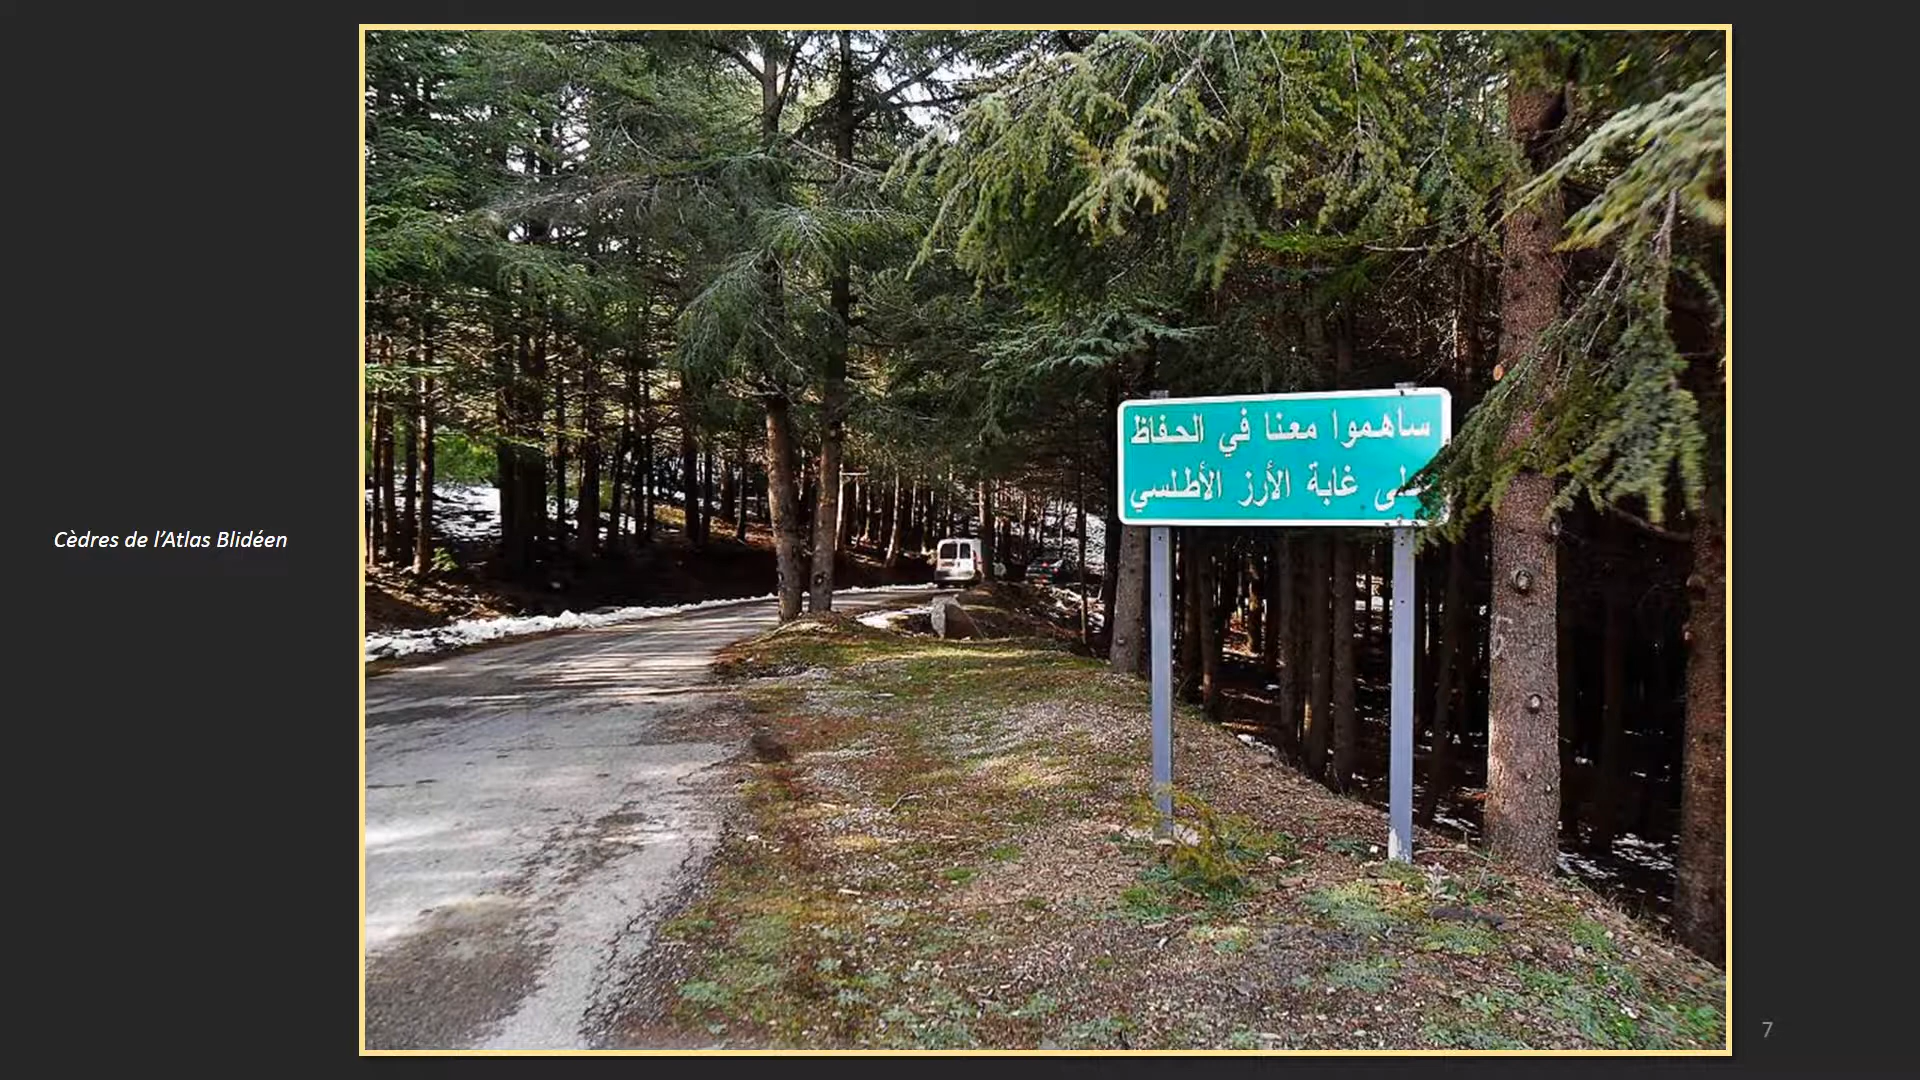 Cèdres de l'Atlas Blidéen
ساهموا معنا في الحفاظ
غابة الأرز الأطلسي
7